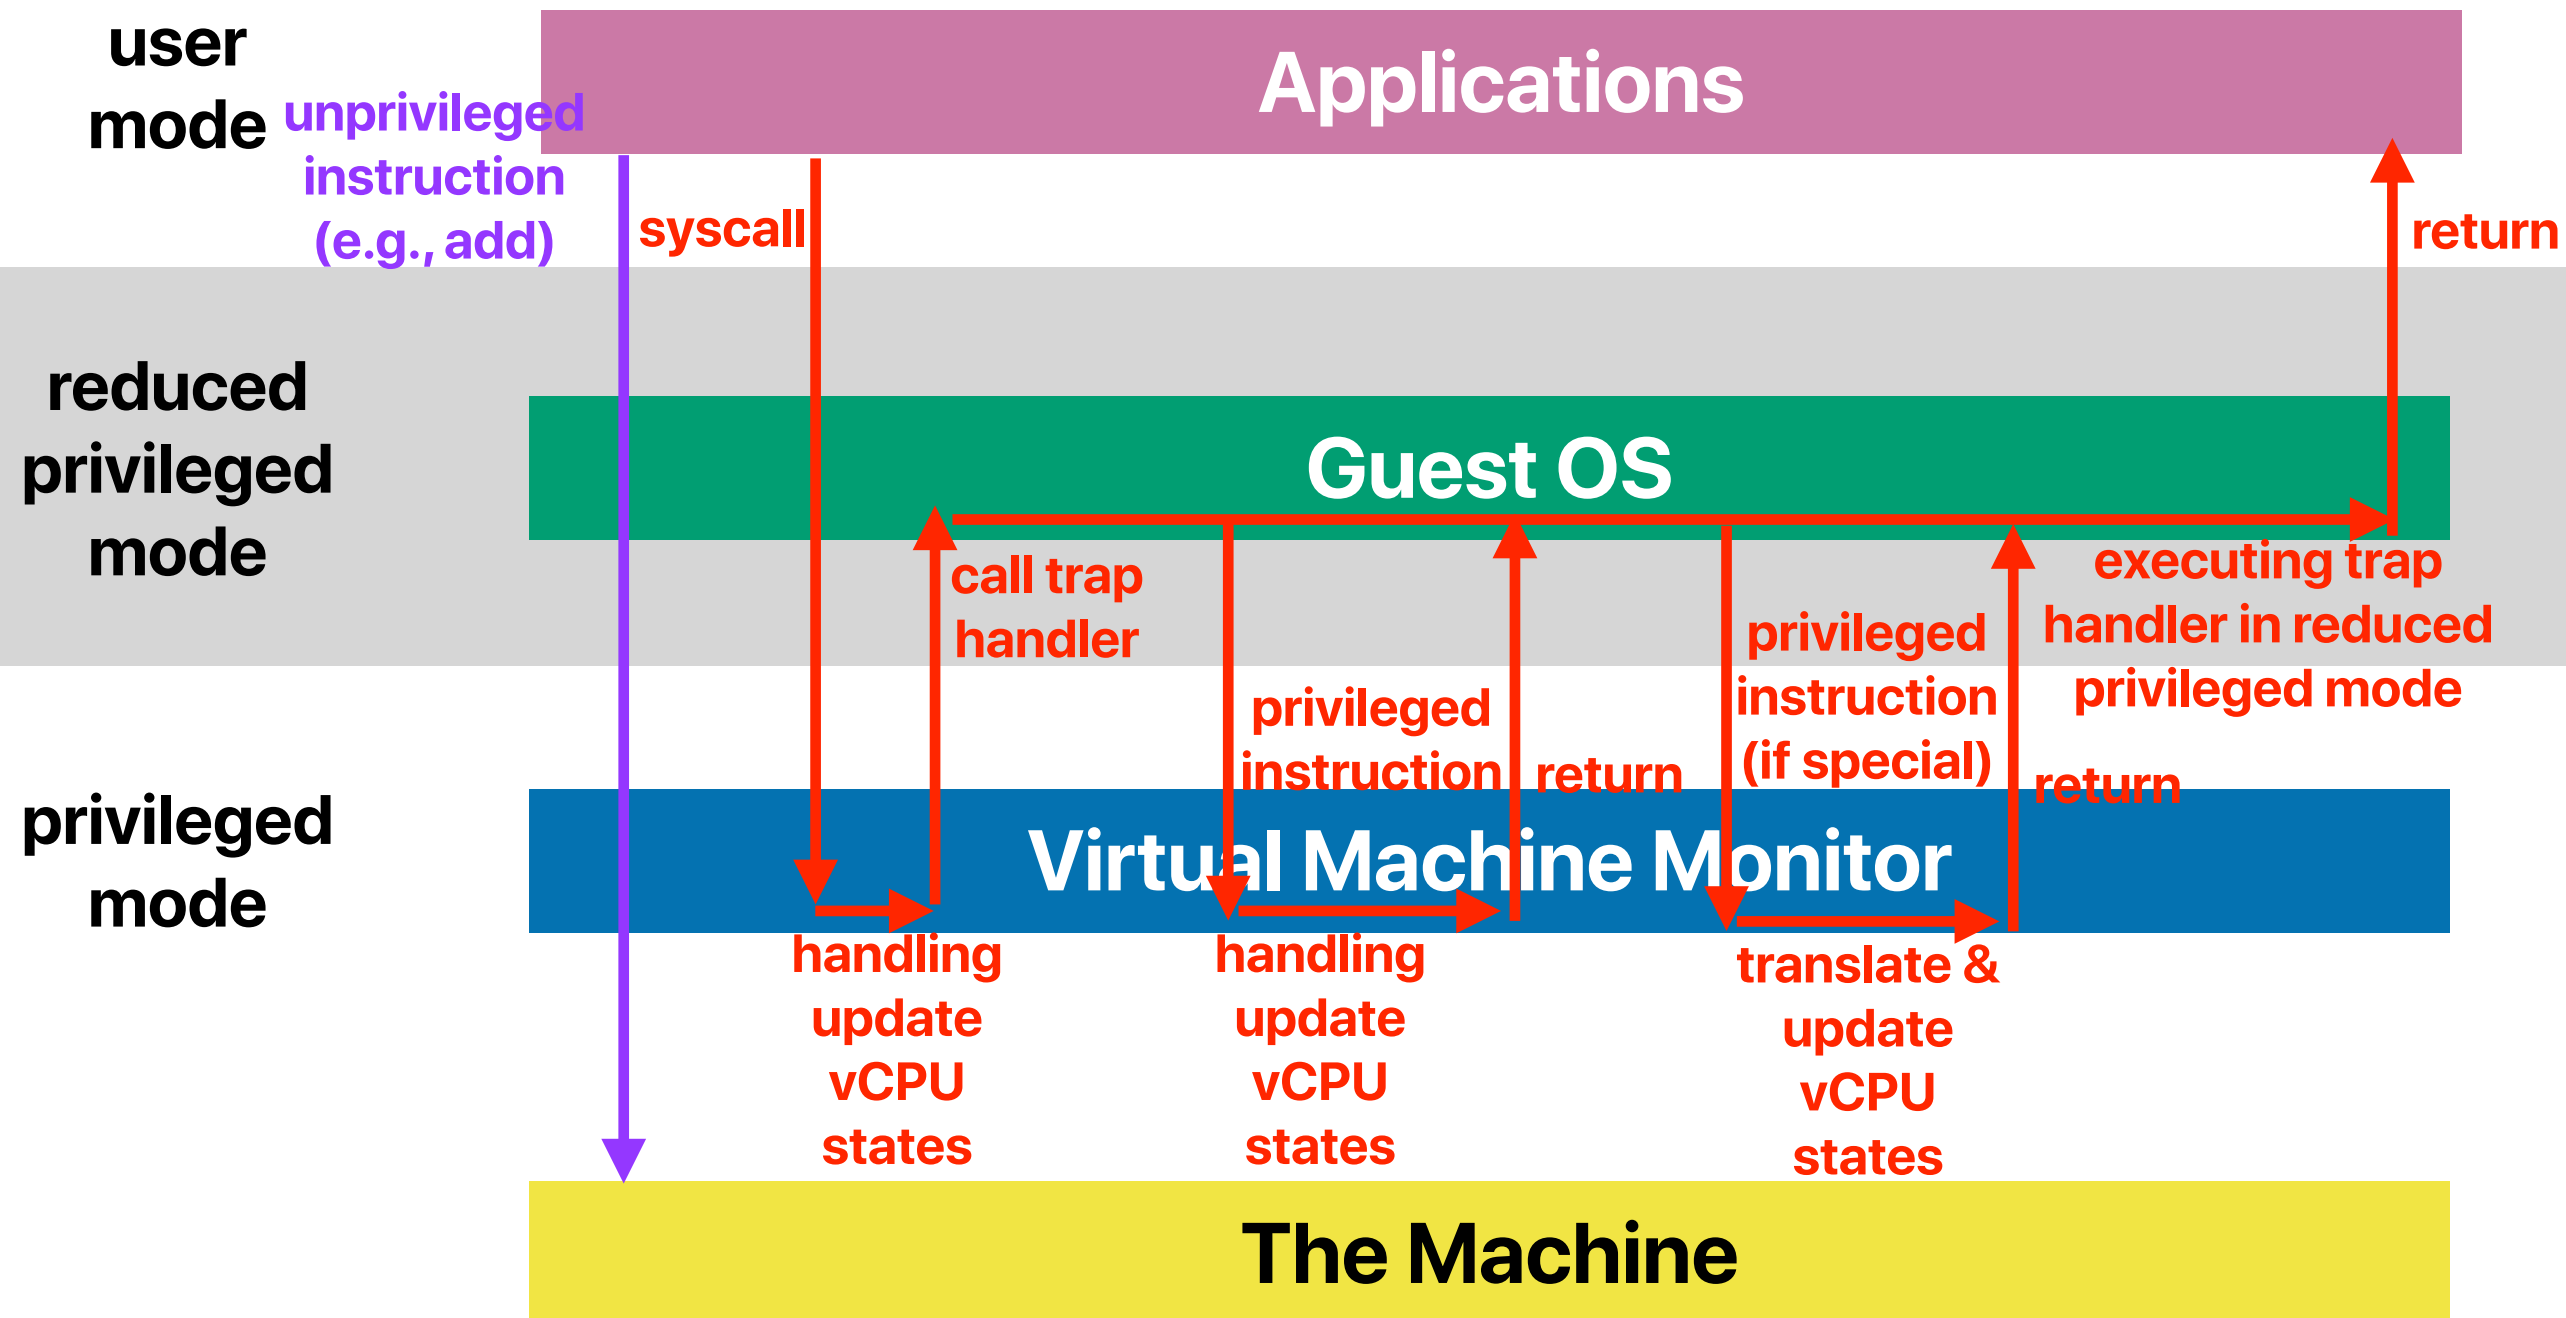 user
mode
Applications
unprivileged
instruction
(e.g., add)
syscall
return
reduced
privileged
mode
Guest OS
call trap
handler
executing trap
handler in reduced
privileged mode
privileged
instruction
return
privileged
instruction
(if special)
return
privileged
mode
Virtual Machine Monitor
handling
update
vCPU
states
handling
update
vCPU
states
translate &
update
vCPU
states
The Machine